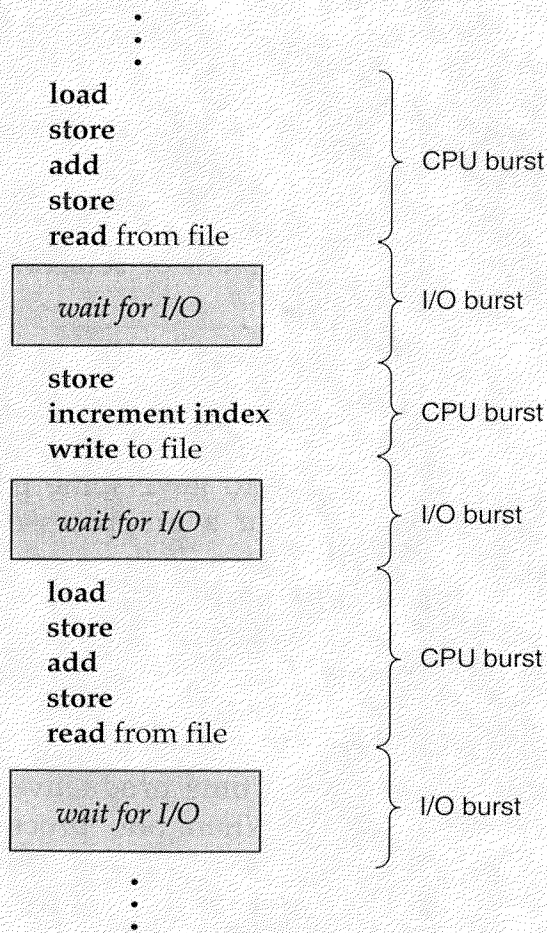 load
store
add
store
read from file
CPU burst
wait for I/O
I/O burst
store
increment index
write to file
CPU burst
wait for I/O
I/O burst
load
store
add
store
read from file
CPU burst
wait for I/O
I/O burst